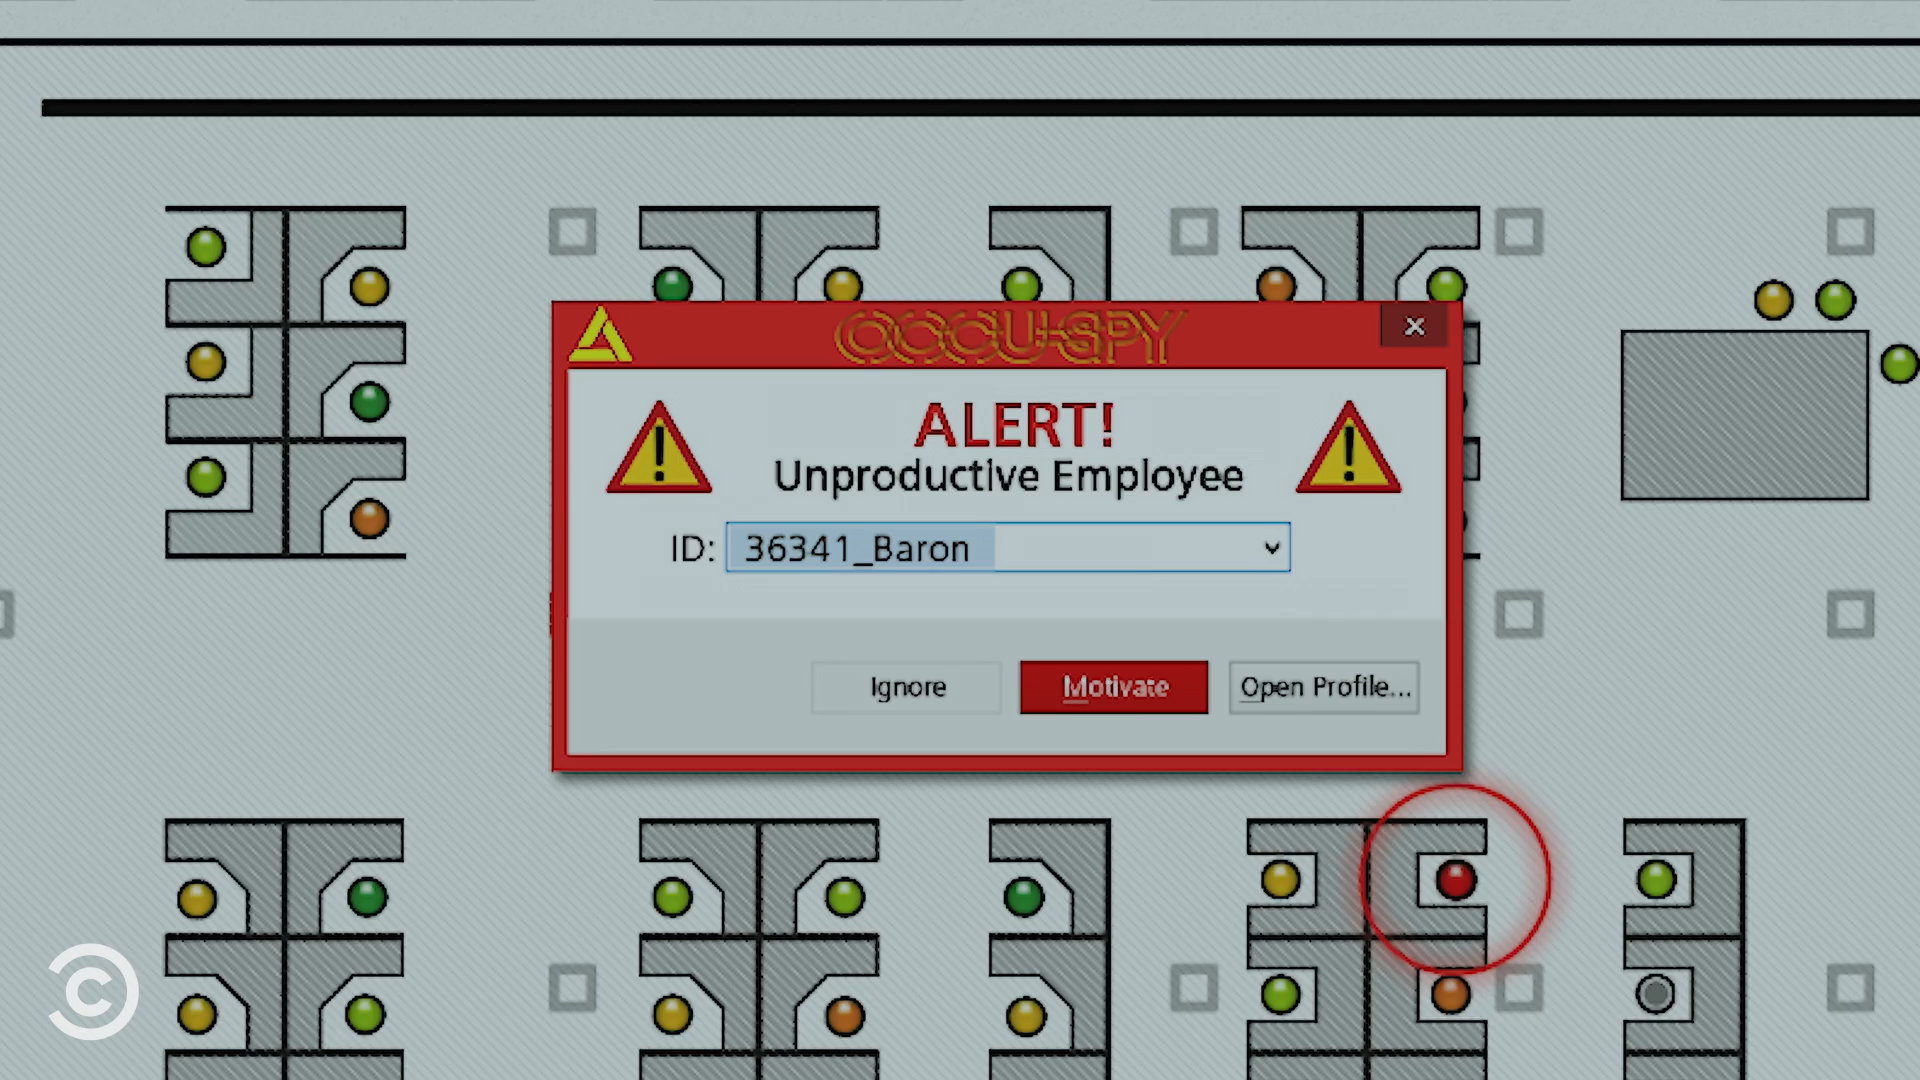 OCCU-SPY
ALERT!
Unproductive Employee
ID: 36341_Baron
Ignore
Motivate
Open Profile...